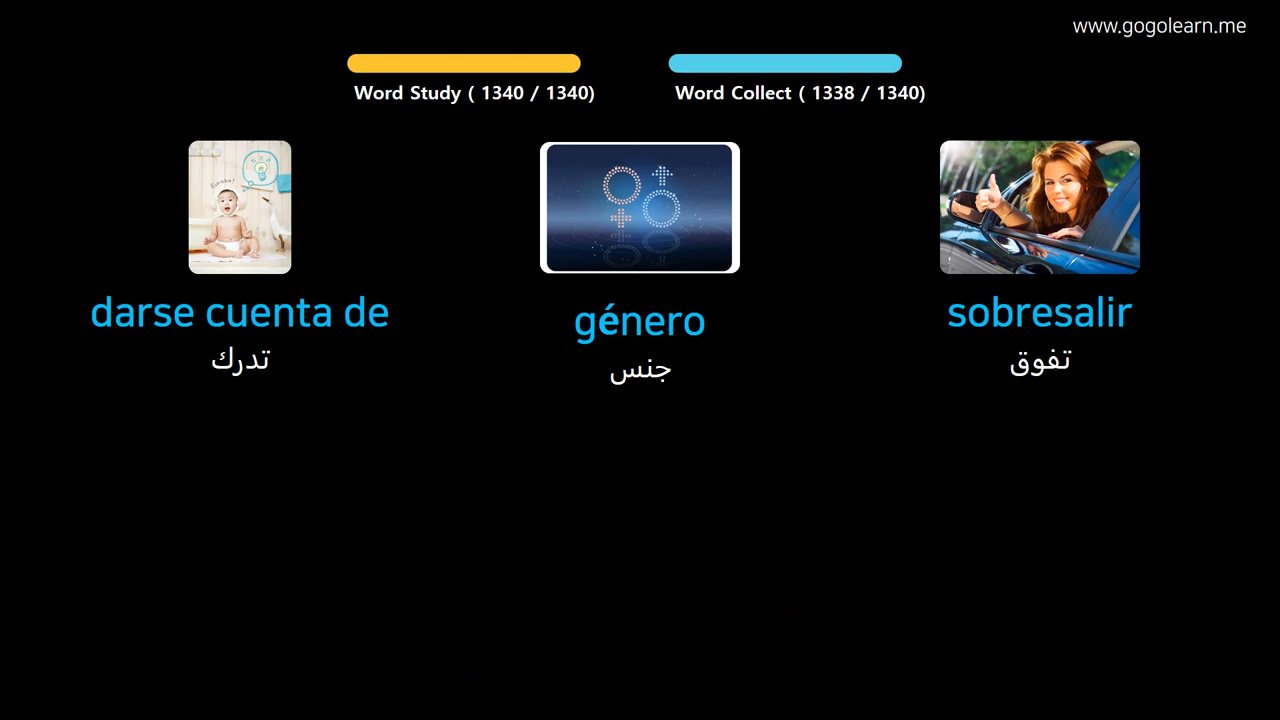 www.gogolearn.me
Word Study ( 1340 / 1340)
Word Collect ( 1338 / 1340)
Eureka!
darse cuenta de
تدرك
género
جنس
sobresalir
تفوق